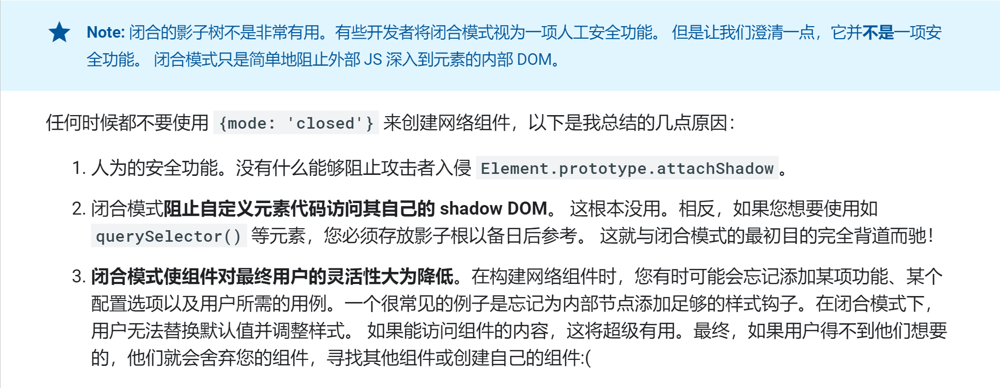 Note: 闭合的影子树不是非常有用。有些开发者将闭合模式视为一项人工安全功能。 但是让我们澄清一点，它并不是一项安
全功能。 闭合模式只是简单地阻止外部 JS 深入到元素的内部 DOM。
任何时候都不要使用 {mode: 'closed'} 来创建网络组件，以下是我总结的几点原因：
1. 人为的安全功能。没有什么能够阻止攻击者入侵 Element.prototype.attachShadow。
2. 闭合模式阻止自定义元素代码访问其自己的 shadow DOM。 这根本没用。相反，如果您想要使用如
querySelector() 等元素，您必须存放影子根以备日后参考。 这就与闭合模式的最初目的完全背道而驰！
3. 闭合模式使组件对最终用户的灵活性大为降低。在构建网络组件时，您有时可能会忘记添加某项功能、某个
配置选项以及用户所需的用例。一个很常见的例子是忘记为内部节点添加足够的样式钩子。在闭合模式下，
用户无法替换默认值并调整样式。 如果能访问组件的内容，这将超级有用。最终，如果用户得不到他们想要
的，他们就会舍弃您的组件，寻找其他组件或创建自己的组件:(